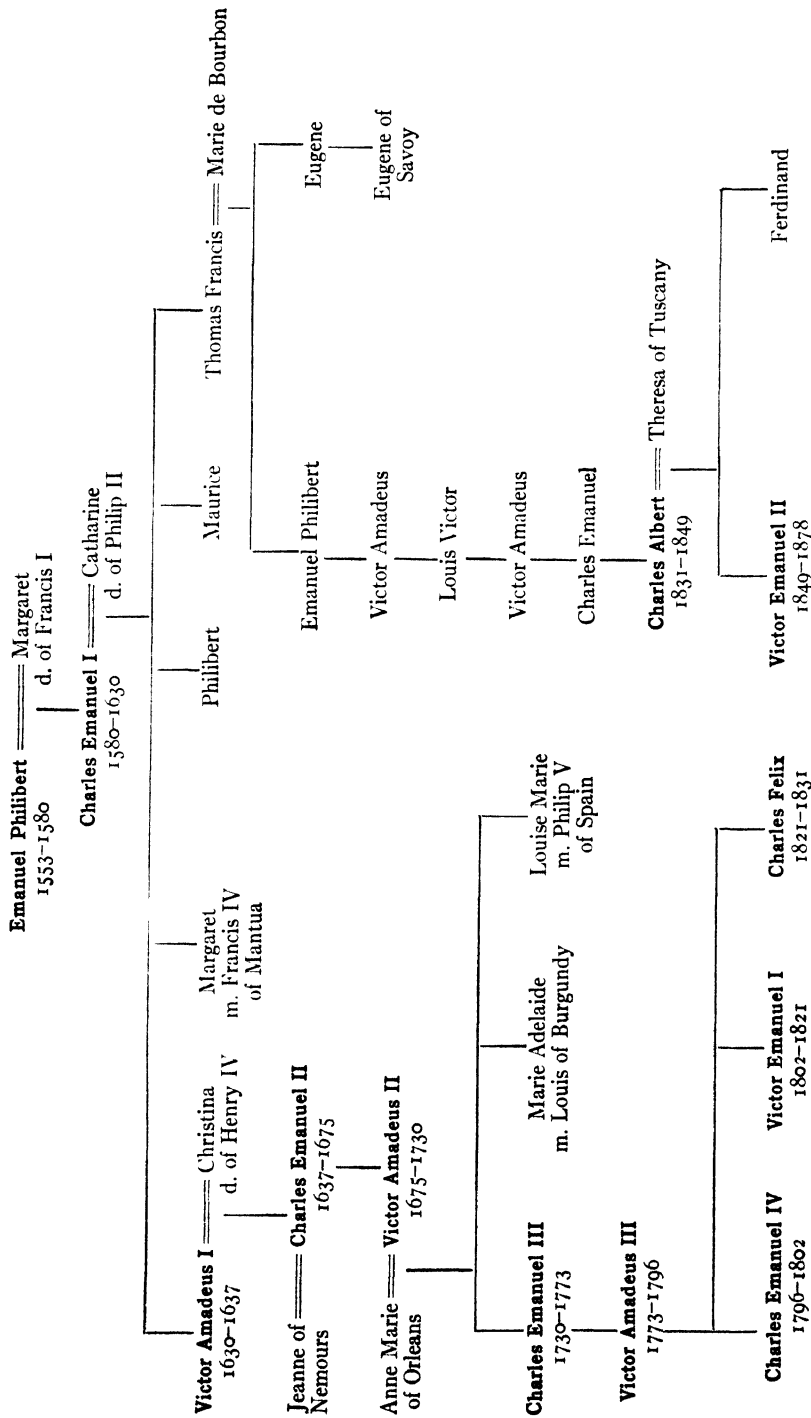 Emanuel Philibert Margaret
1553–1580 d. of Francis I
Charles Emanuel I Catharine
1580–1630 d. of Philip II
Victor Amadeus I Christina
1630–1637 d. of Henry IV
Margaret
m. Francis IV
of Mantua
Philibert
Maurice
Thomas Francis Marie de Bourbon
Jeanne of Charles Emanuel II
Nemours 1637–1675
Anne Marie Victor Amadeus II
of Orleans 1675–1730
Emanuel Philibert
Eugene
Victor Amadeus
Eugene of
Savoy
Louis Victor
Victor Amadeus
Charles Emanuel
Charles Albert Theresa of Tuscany
1831–1849
Charles Emanuel III
1730–1773
Marie Adelaide
m. Louis of Burgundy
Louise Marie
m. Philip V
of Spain
Victor Amadeus III
1773–1796
Charles Emanuel IV
1796–1802
Victor Emanuel I
1802–1821
Charles Felix
1821–1831
Victor Emanuel II
1849–1878
Ferdinand